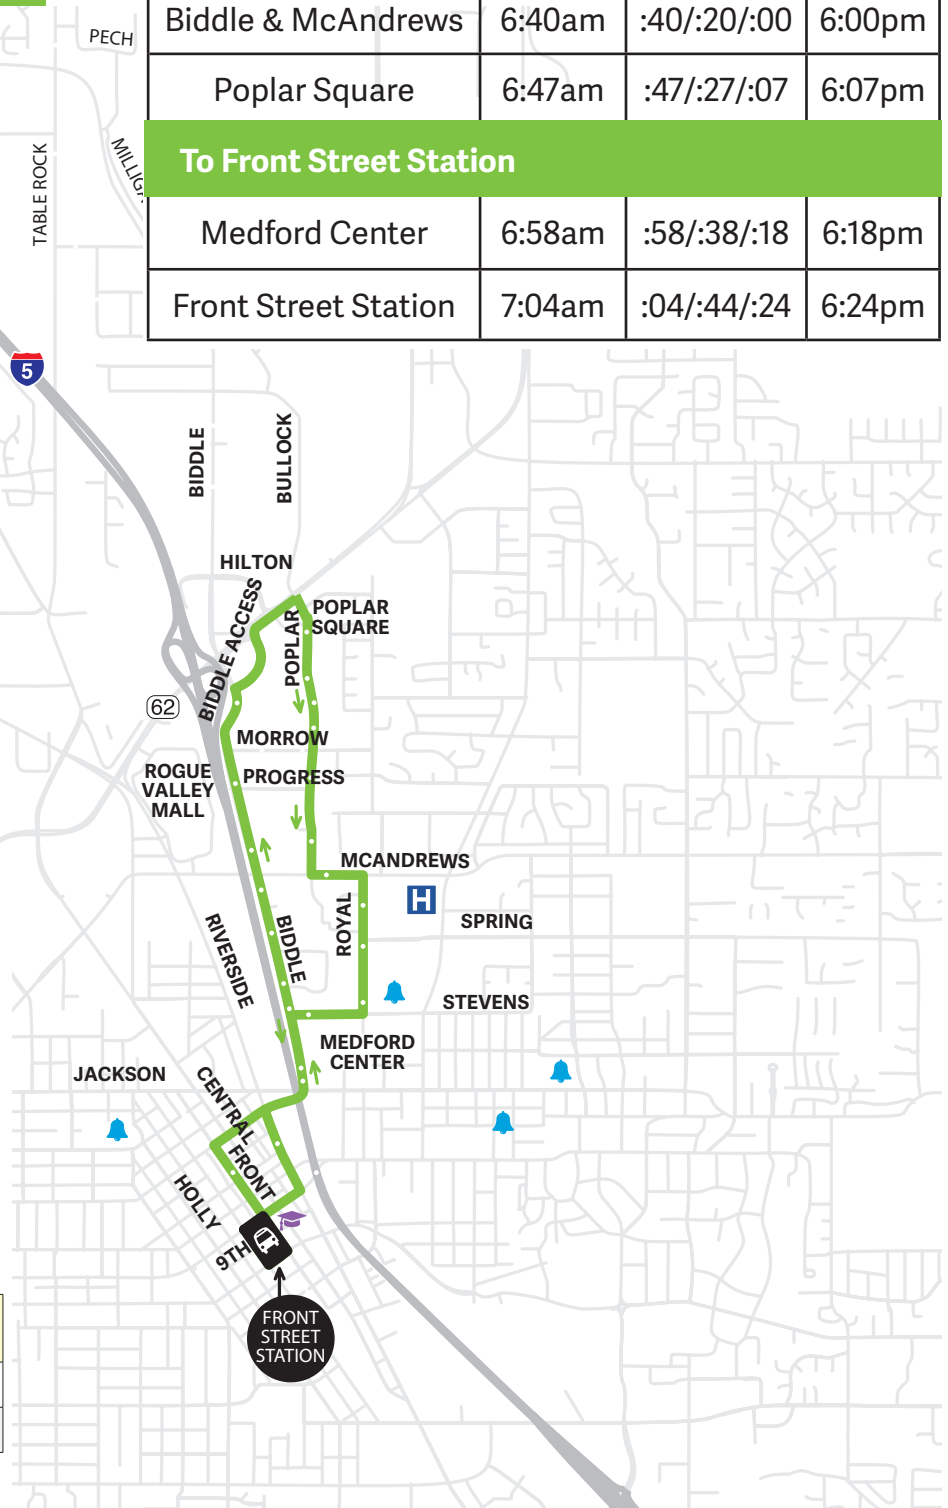 Biddle & McAndrews 6:40am :40/:20/:00 6:00pm
PECH
Poplar Square 6:47am :47/:27/:07 6:07pm
To Front Street Station
TABLE ROCK
Medford Center 6:58am :58/:38/:18 6:18pm
Front Street Station 7:04am :04/:44/:24 6:24pm
5
BIDDLE
BULLOCK
HILTON
BIDDLE ACCESS
POPLAR
SQUARE
POPLAR
62
MORROW
ROGUE
VALLEY
MALL
PROGRESS
MCANDREWS
H
ROYAL
SPRING
RIVERSIDE
BIDDLE
STEVENS
MEDFORD
CENTER
JACKSON
CENTRAL
FRONT
HOLLY
9TH
FRONT
STREET
STATION